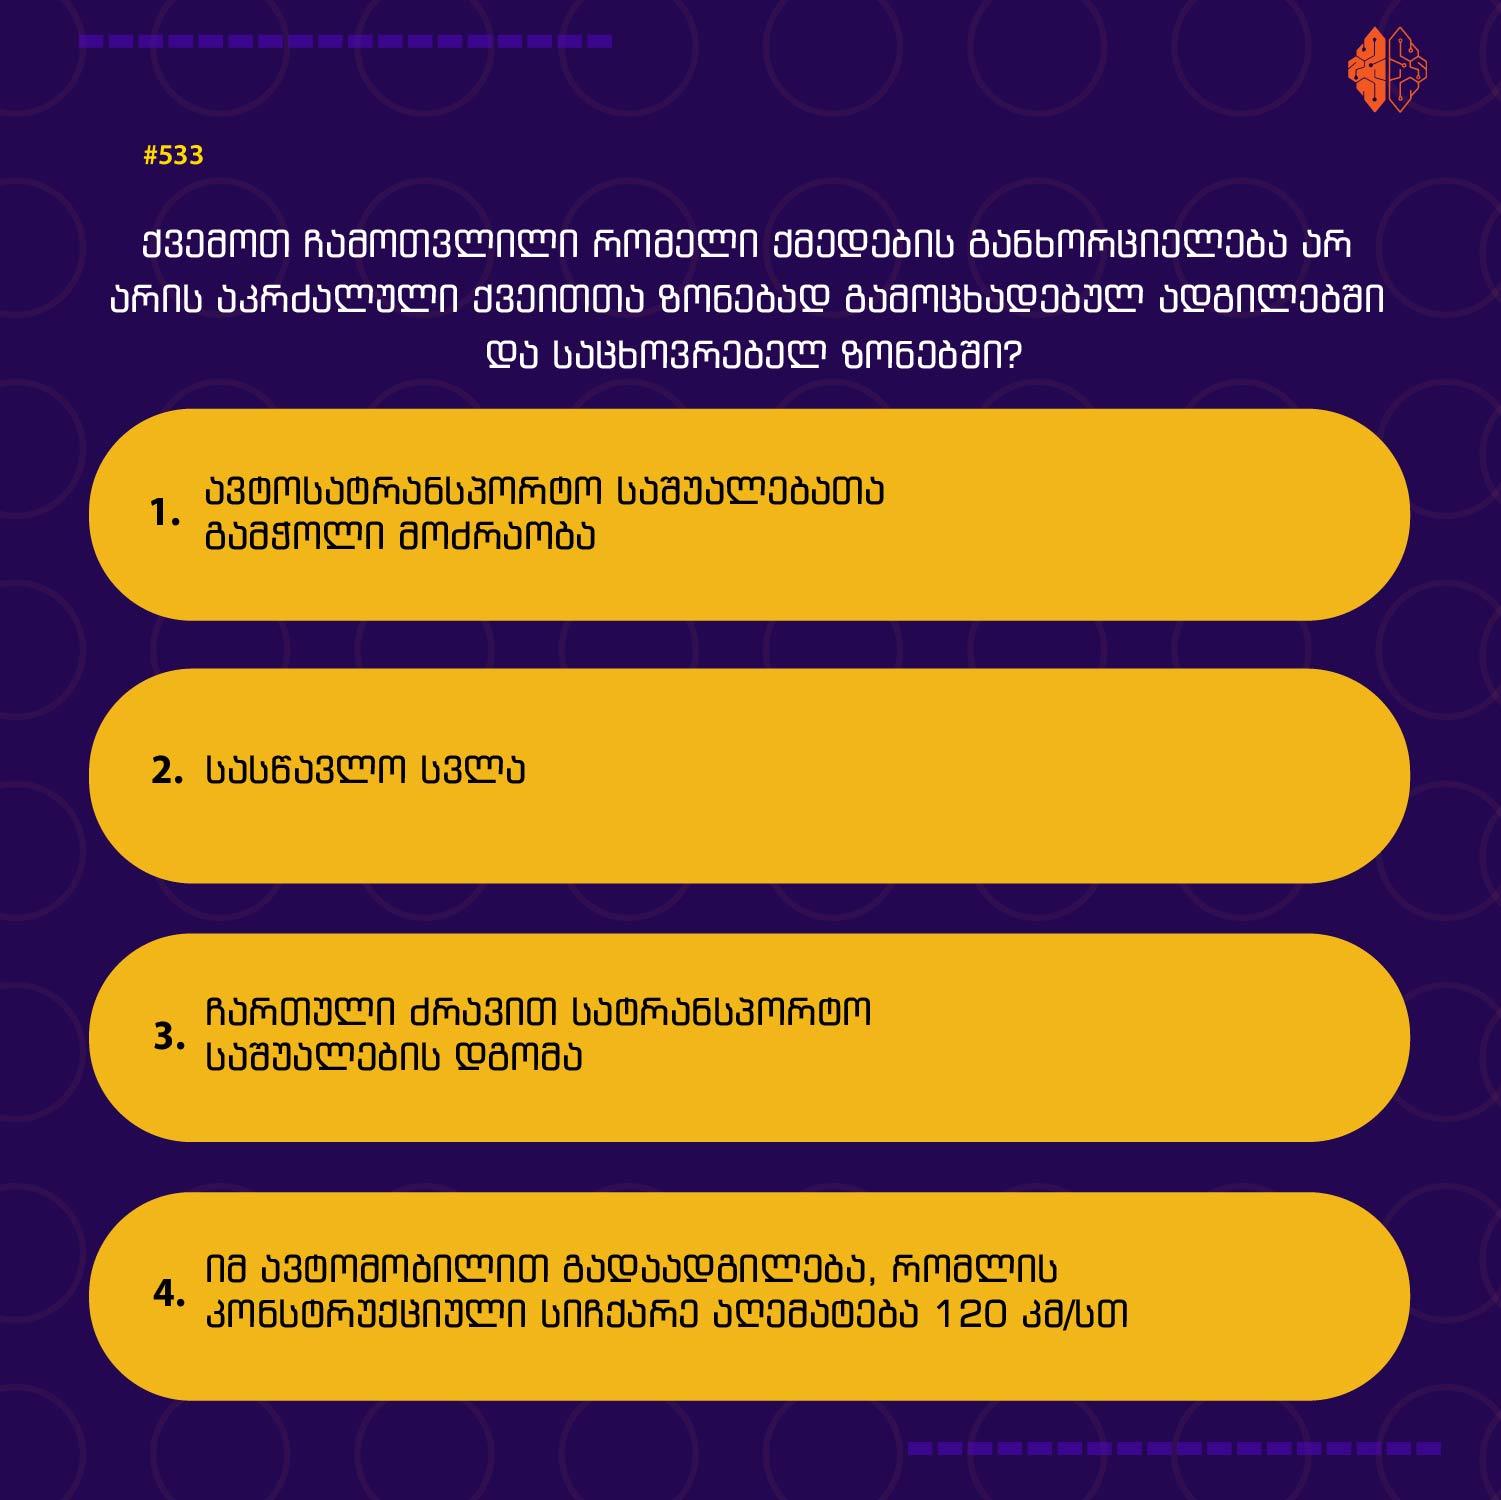 #533
ქვემოთ ჩამოთვლილი რომელი ქმედების განხორციელება არ
არის აკრძალული ქვეითთა ზონებად გამოცხადებულ ადგილებში
და საცხოვრებელ ზონებში?
1. ავტოსატრანსპორტო საშუალებათა
გამჭოლი მოძრაობა
2. სასწავლო სვლა
3. ჩართული ძრავით სატრანსპორტო
საშუალების დგომა
4. იმ ავტომობილით გადაადგილება, რომლის
კონსტრუქციული სიჩქარე აღემატება 120 კმ/სთ